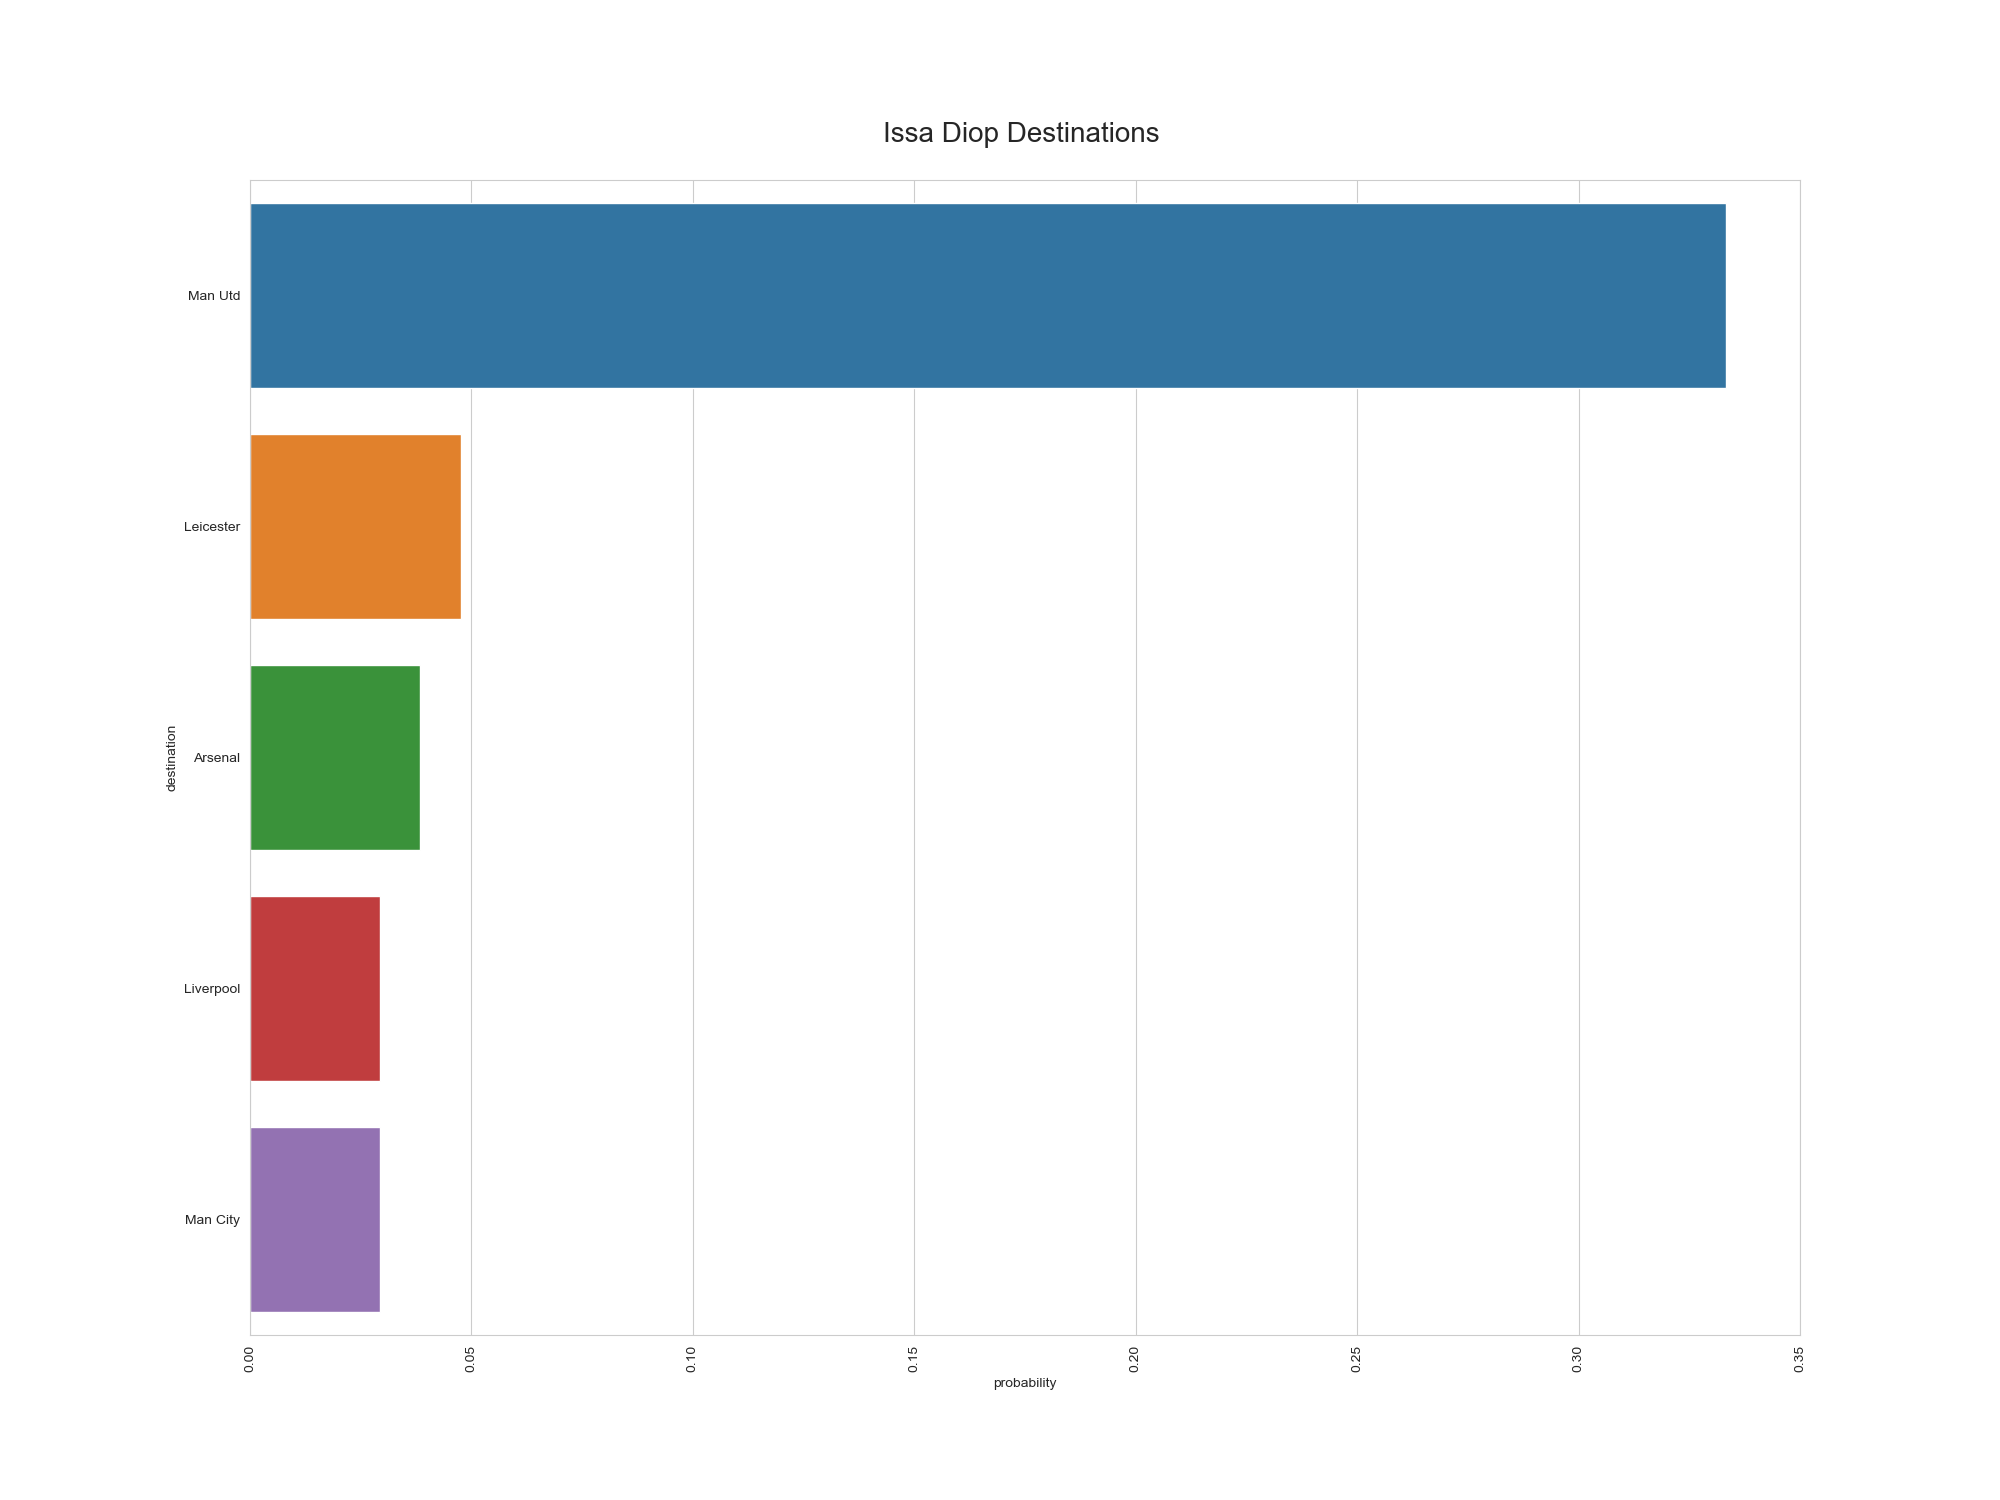 Issa Diop Destinations
Man Utd
Leicester
Arsenal
Liverpool
Man City
destination
0.00
0.05
0.10
0.15
0.20
0.25
0.30
0.35
probability